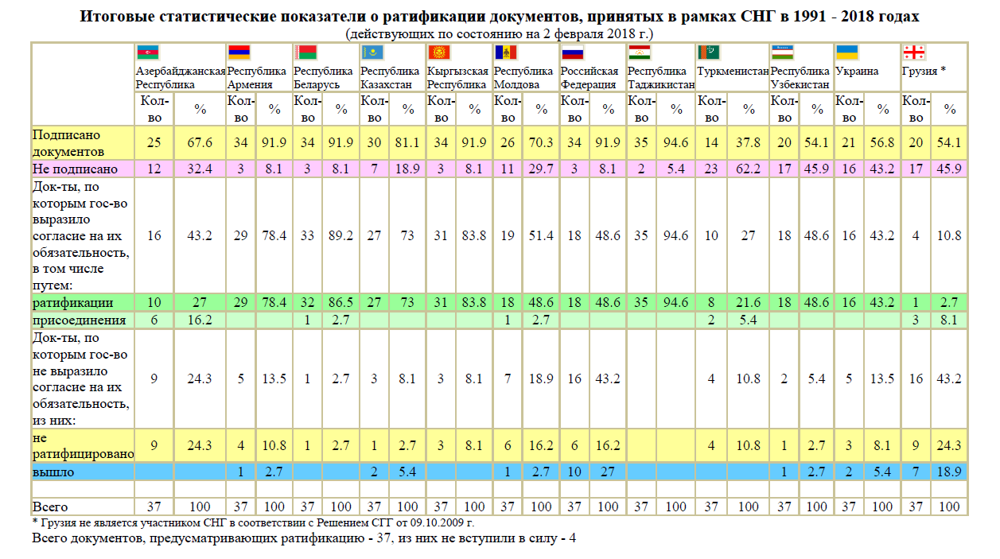 Итоговые статистические показатели о ратификации документов, принятых в рамках СНГ в 1991 - 2018 годах
(действующих по состоянию на 2 февраля 2018 г.)
Азербайджанская Республика Республика Республика Кыргызская Республика Российская Республика Туркменистан Республика Украина Грузия *
Республика Армения Беларусь Казахстан Республика Молдова Федерация Таджикистан Узбекистан
Кол- Кол- Кол- Кол- Кол- Кол- Кол- Кол- Кол- Кол- Кол- Кол-
во % во % во % во % во % во % во % во % во % во % во % во %
Подписано
документов 25 67.6 34 91.9 34 91.9 30 81.1 34 91.9 26 70.3 34 91.9 35 94.6 14 37.8 20 54.1 21 56.8 20 54.1
Не подписано 12 32.4 3 8.1 3 8.1 7 18.9 3 8.1 11 29.7 3 8.1 2 5.4 23 62.2 17 45.9 16 43.2 17 45.9
Док-ты, по
которым гос-во
выразило
согласие на их 16 43.2 29 78.4 33 89.2 27 73 31 83.8 19 51.4 18 48.6 35 94.6 10 27 18 48.6 16 43.2 4 10.8
обязательность,
в том числе
путем:
ратификации 10 27 29 78.4 32 86.5 27 73 31 83.8 18 48.6 18 48.6 35 94.6 8 21.6 18 48.6 16 43.2 1 2.7
присоединения 6 16.2 1 2.7 1 2.7 2 5.4 3 8.1
Док-ты, по
которым гос-во
не выразило 9 24.3 5 13.5 1 2.7 3 8.1 3 8.1 7 18.9 16 43.2 4 10.8 2 5.4 5 13.5 16 43.2
согласие на их
обязательность,
из них:
не
ратифицировано 9 24.3 4 10.8 1 2.7 1 2.7 3 8.1 6 16.2 6 16.2 4 10.8 1 2.7 3 8.1 9 24.3
вышло 1 2.7 2 5.4 1 2.7 10 27 1 2.7 2 5.4 7 18.9
Всего 37 100 37 100 37 100 37 100 37 100 37 100 37 100 37 100 37 100 37 100 37 100 37 100
* Грузия не является участником СНГ в соответствии с Решением СГГ от 09.10.2009 г.
Всего документов, предусматривающих ратификацию - 37, из них не вступили в силу - 4